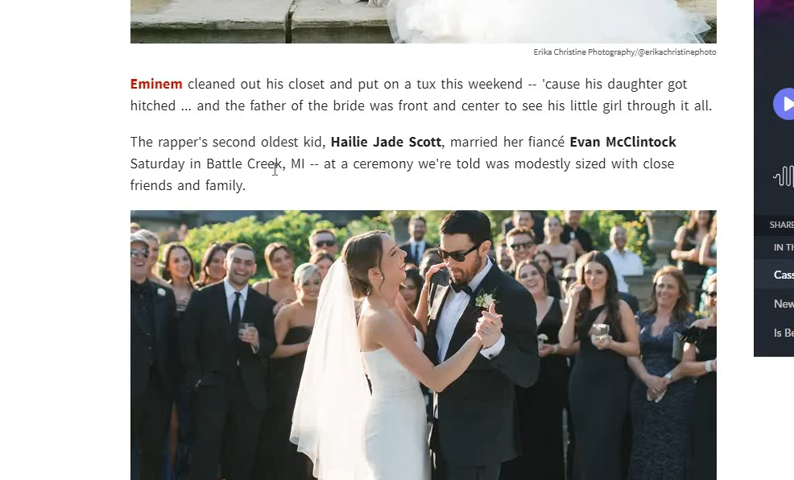 Erika Christine Photography/@erikachristinephoto
Eminem cleaned out his closet and put on a tux this weekend -- 'cause his daughter got
hitched ... and the father of the bride was front and center to see his little girl through it all.
The rapper's second oldest kid, Hailie Jade Scott, married her fiancé Evan McClintock
Saturday in Battle Creek, MI -- at a ceremony we're told was modestly sized with close
friends and family.
SHARE
IN TH
Cass
New
Is Be